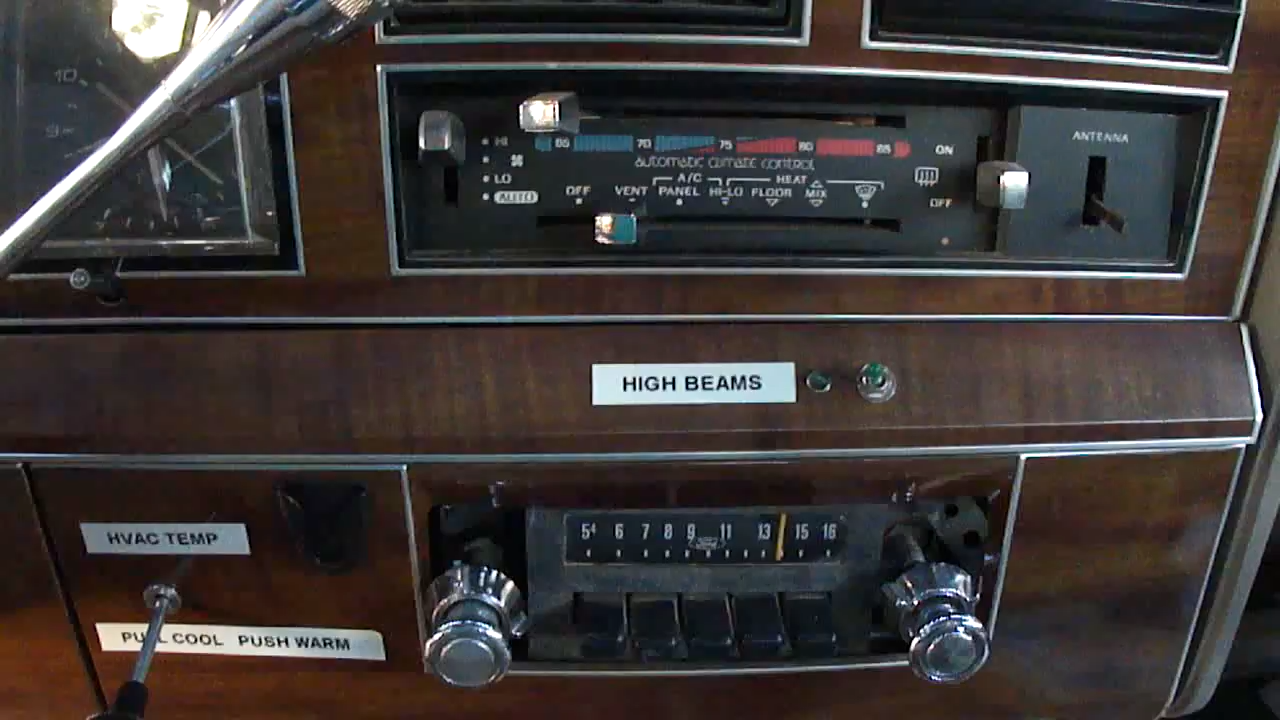 10
9
HI
LO
AUTO
65 70 75 80 85
automatic climate control
A/C HEAT
OFF VENT PANEL HI-LO FLOOR MIX
ON
OFF
ANTENNA
HIGH BEAMS
HVAC TEMP
PULL COOL PUSH WARM
54 6 7 8 9 11 13 15 16
Ford